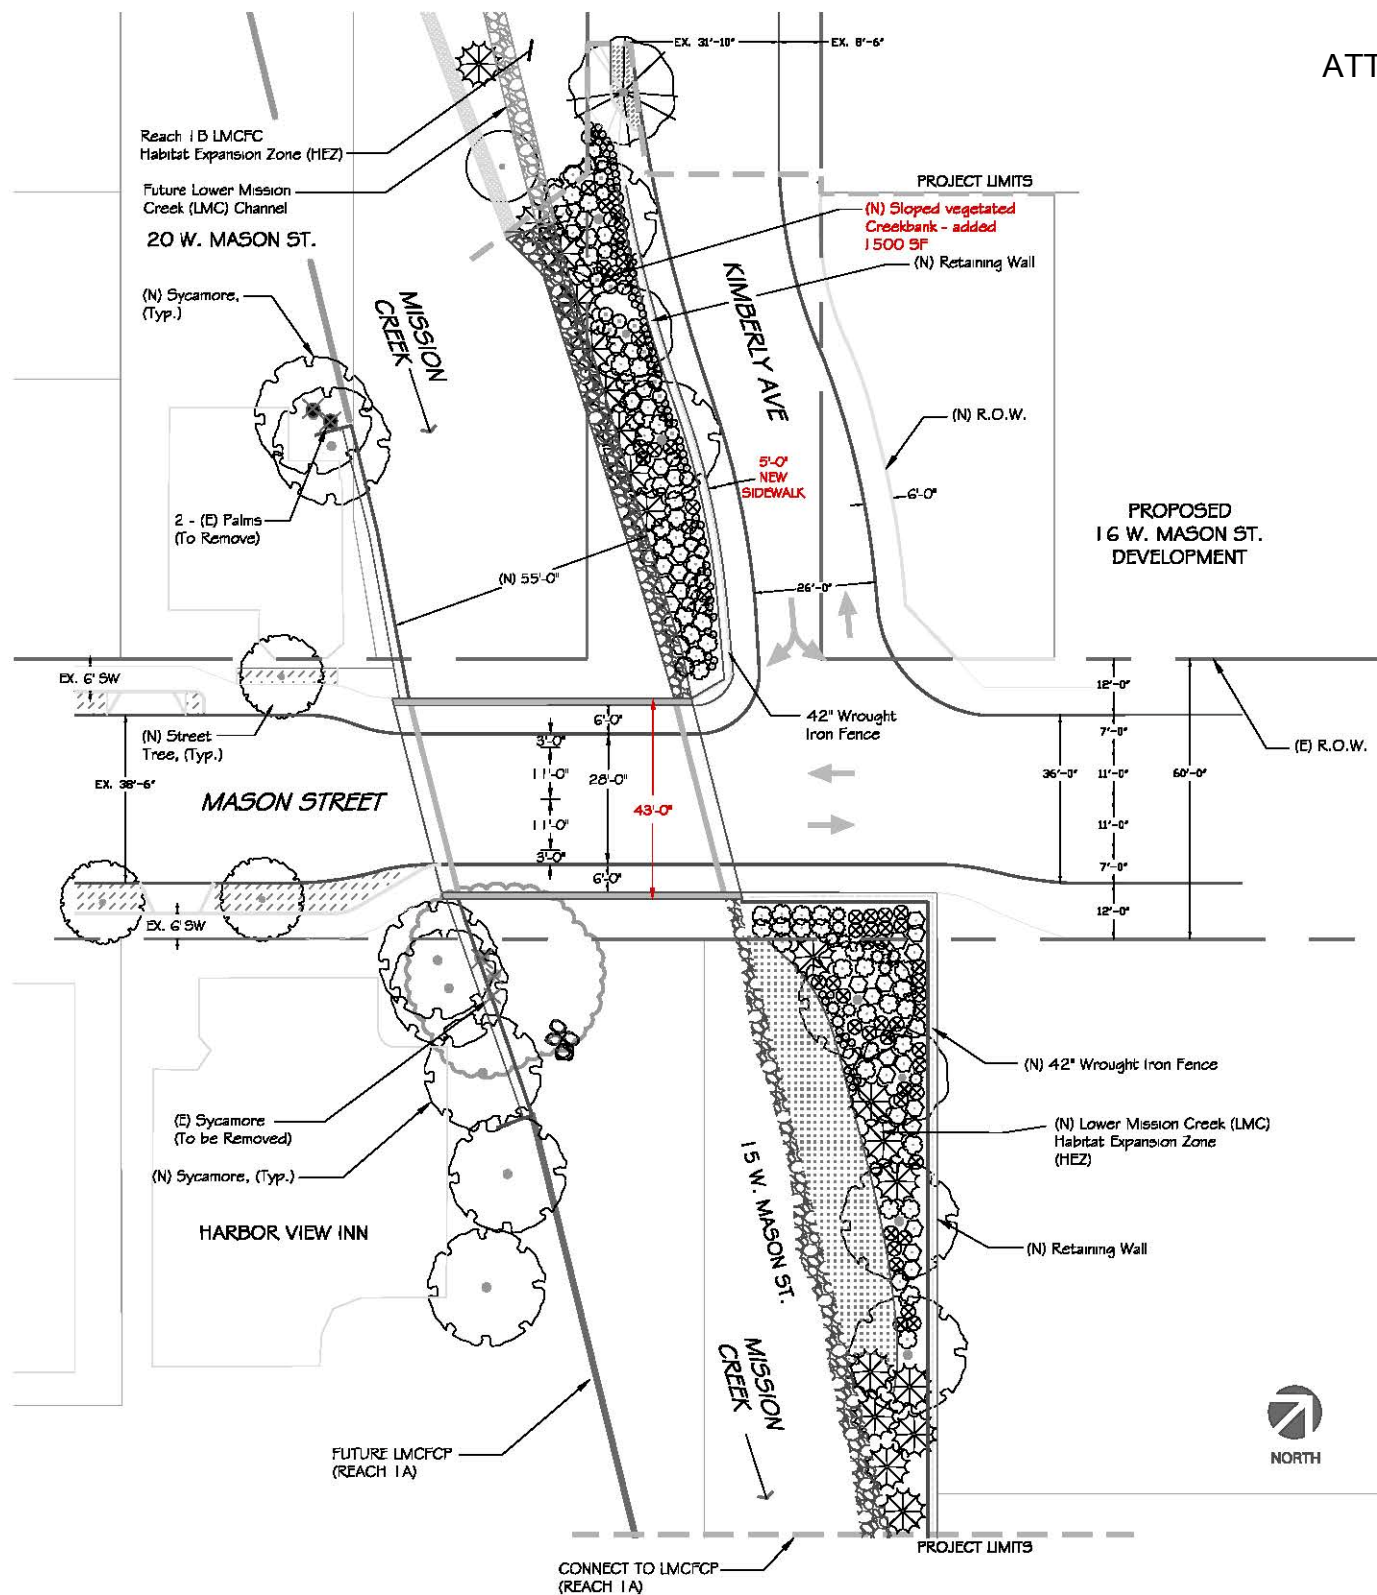 ATT
EX. 31'-10"
EX. 8'-6"
Reach 1B LMCFC
Habitat Expansion Zone (HEZ)
Future Lower Mission
Creek (LMC) Channel
20 W. MASON ST.
PROJECT LIMITS
(N) Sloped vegetated
Creekbank - added
1500 SF
(N) Retaining Wall
(N) Sycamore,
(Typ.)
MISSION
CREEK
KIMBERLY AVE
(N) R.O.W.
5'-0"
NEW
SIDEWALK
6'-0"
PROPOSED
16 W. MASON ST.
DEVELOPMENT
2 - (E) Palms
(To Remove)
(N) 55'-0"
26'-0"
EX. 6' SW
12'-0"
6'-0"
42" Wrought
Iron Fence
(N) Street
Tree, (Typ.)
3'-0"
7'-0"
(E) R.O.W.
EX. 38'-6"
11'-0"
28'-0"
36'-0"
11'-0"
60'-0"
MASON STREET
43'-0"
11'-0"
11'-0"
3'-0"
7'-0"
6'-0"
12'-0"
EX. 6' SW
(N) 42" Wrought Iron Fence
(E) Sycamore
(To be Removed)
(N) Lower Mission Creek (LMC)
Habitat Expansion Zone
(HEZ)
(N) Sycamore, (Typ.)
15 W. MASON ST.
HARBOR VIEW INN
(N) Retaining Wall
MISSION
CREEK
FUTURE LMCFCP
(REACH 1A)
NORTH
PROJECT LIMITS
CONNECT TO LMCFCP
(REACH 1A)